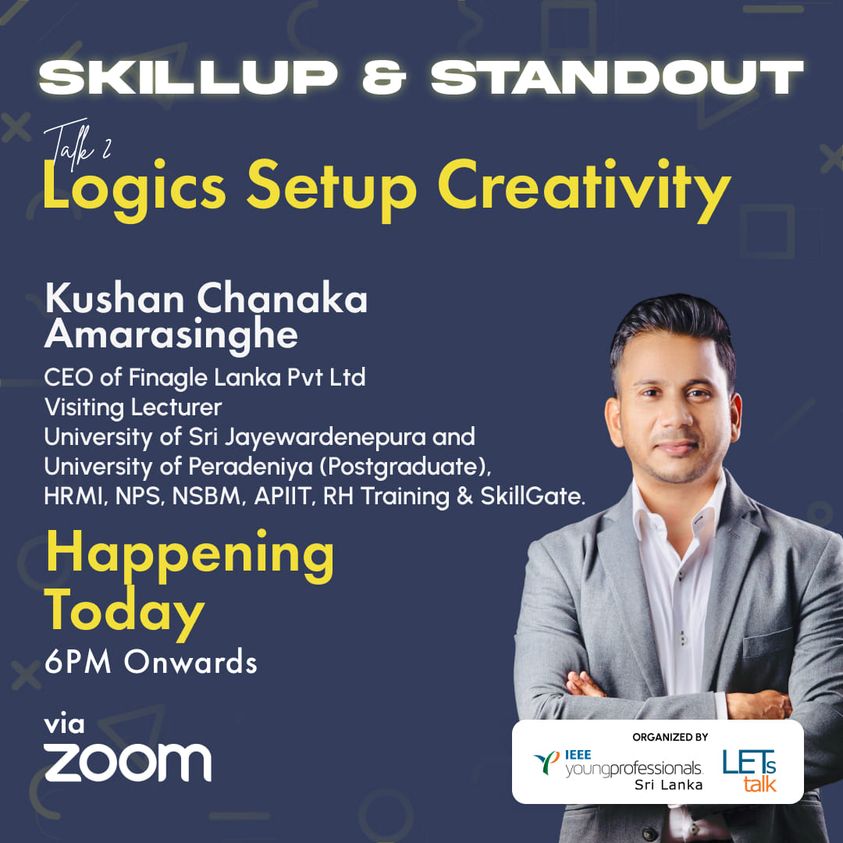 SKILLUP & STANDOUT
Talk 2
Logics Setup Creativity
Kushan Chanaka
Amarasinghe
CEO of Finagle Lanka Pvt Ltd
Visiting Lecturer
University of Sri Jayewardenepura and
University of Peradeniya (Postgraduate),
HRMI, NPS, NSBM, APIIT, RH Training & SkillGate.
Happening
Today
6PM Onwards
via
zoom
ORGANIZED BY
IEEE
youngprofessionals
Sri Lanka
LETs
talk